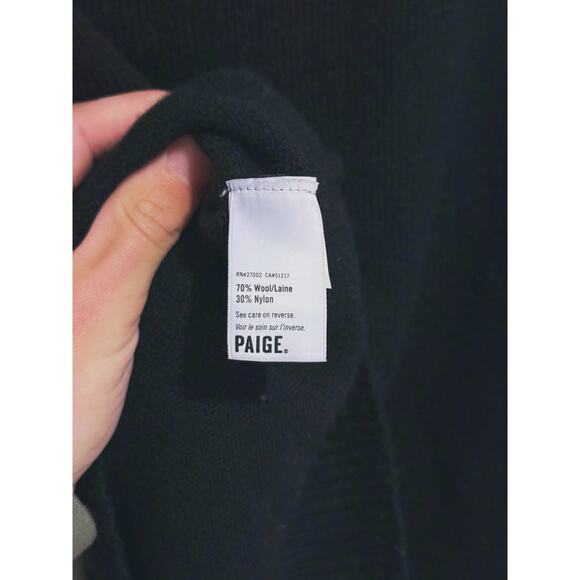 RN#27002 CA#51217
70% Wool/Laine
30% Nylon
See care on reverse.
Voir le soin sur l'inverse.
PAIGE®